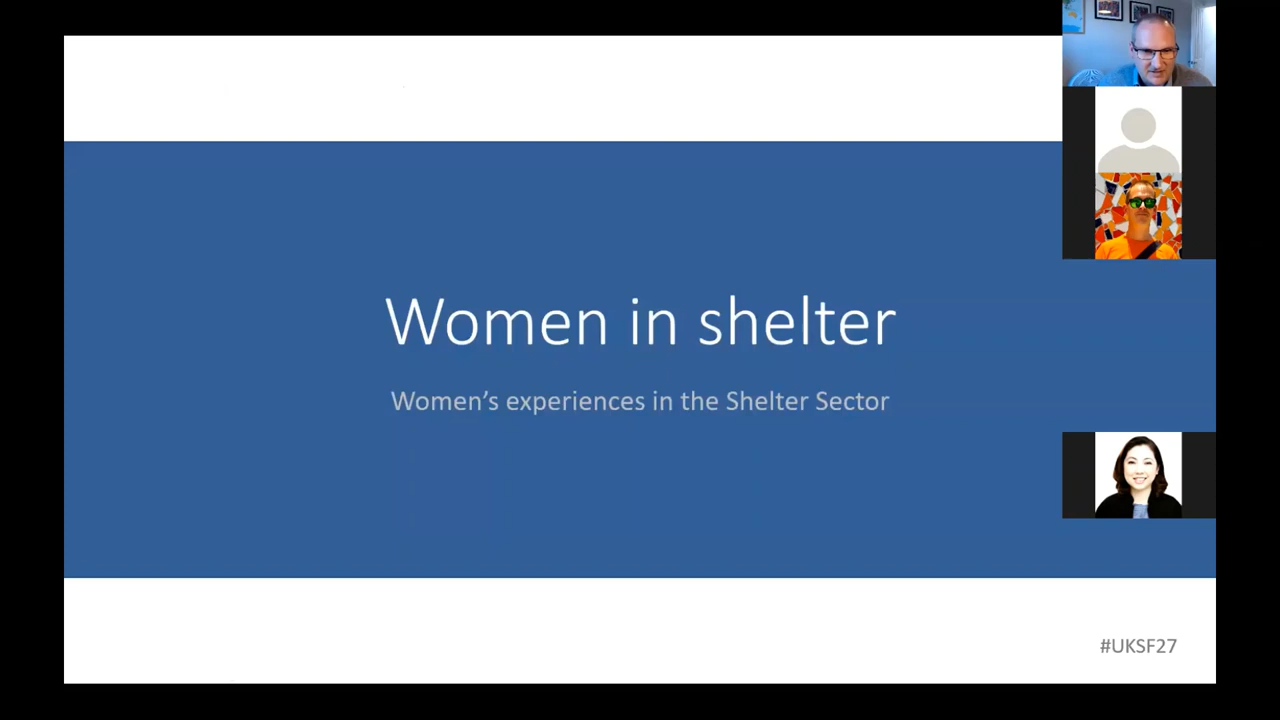 Women in shelter
Women’s experiences in the Shelter Sector
#UKSF27